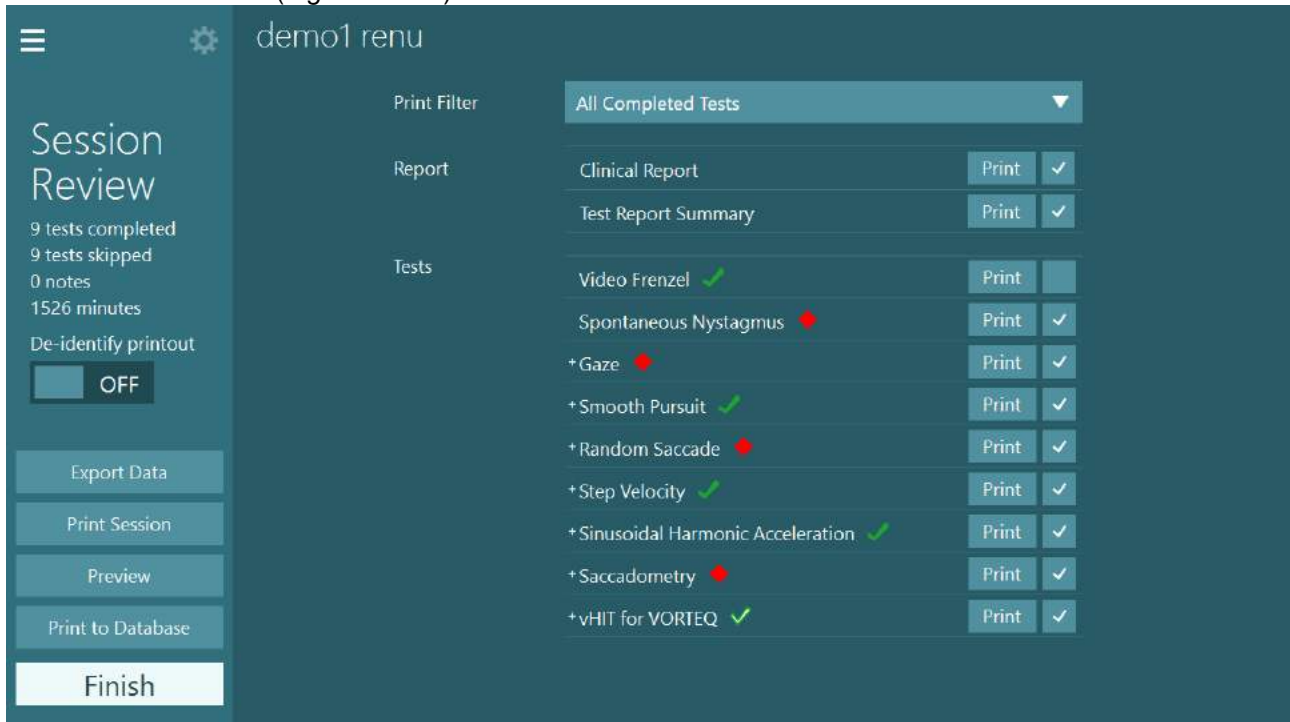 demo1 renu
Session
Review
9 tests completed
9 tests skipped
0 notes
1526 minutes
De-identify printout
OFF
Export Data
Print Session
Preview
Print to Database
Finish
Print Filter All Completed Tests
Report Clinical Report Print
Test Report Summary Print
Tests Video Frenzel Print
Spontaneous Nystagmus Print
+Gaze Print
+Smooth Pursuit Print
+Random Saccade Print
+Step Velocity Print
+Sinusoidal Harmonic Acceleration Print
+Saccadometry Print
+vHIT for VORTEQ Print